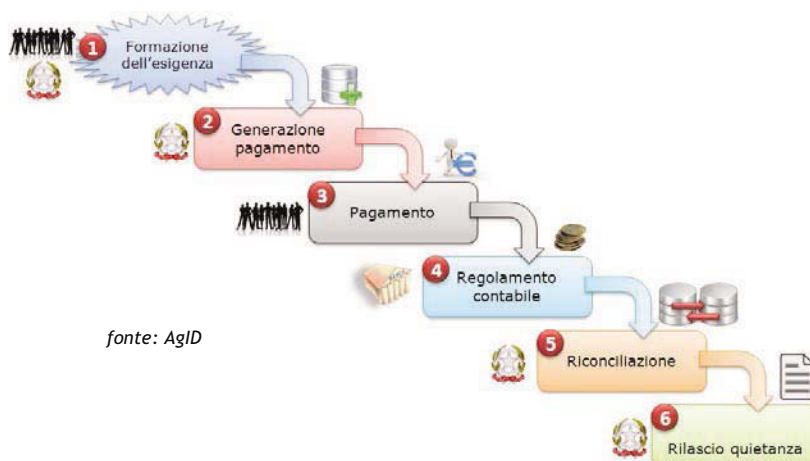 1
Formazione
dell'esigenza
2
Generazione
pagamento
3
Pagamento
4
Regolamento
contabile
fonte: AgID
5
Riconciliazione
6
Rilascio quietanza